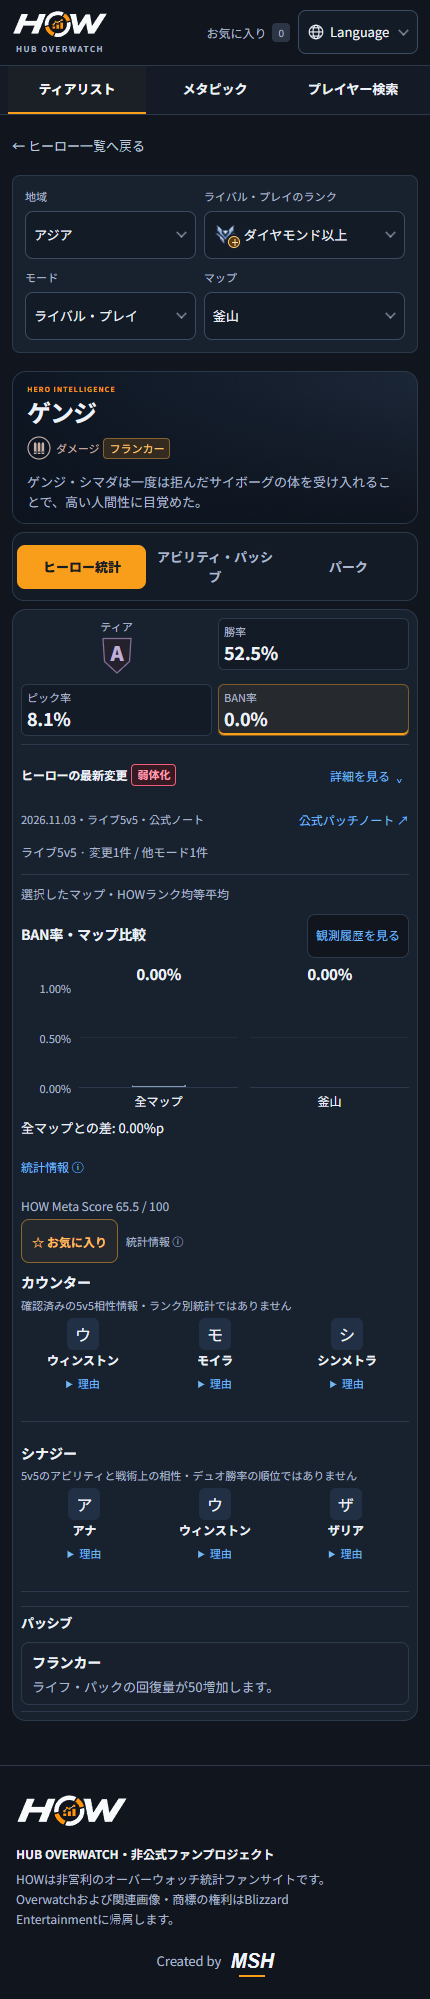 HOW
HUB OVERWATCH
お気に入り 0
Language
ティアリスト メタピック プレイヤー検索
← ヒーロー一覧へ戻る
地域 ライバル・プレイのランク
アジア ダイヤモンド以上
モード マップ
ライバル・プレイ 釜山
HERO INTELLIGENCE
ゲンジ
ダメージ フランカー
ゲンジ・シマダは一度は拒んだサイボーグの体を受け入れるこ
とで、高い人間性に目覚めた。
ヒーロー統計 アビリティ・パッシ
ブ パーク
ティア
A
勝率
52.5%
ピック率
8.1%
BAN率
0.0%
ヒーローの最新変更 弱体化 詳細を見る ⌄
2026.11.03・ライブ5v5・公式ノート 公式パッチノート ↗
ライブ5v5 · 変更1件 / 他モード1件
選択したマップ・HOWランク均等平均
BAN率・マップ比較 観測履歴を見る
0.00% 0.00%
1.00%
0.50%
0.00%
全マップ 釜山
全マップとの差: 0.00%p
統計情報 ⓘ
HOW Meta Score 65.5 / 100
☆ お気に入り 統計情報 ⓘ
カウンター
確認済みの5v5相性情報・ランク別統計ではありません
ウ モ シ
ウィンストン モイラ シンメトラ
▶ 理由 ▶ 理由 ▶ 理由
シナジー
5v5のアビリティと戦術上の相性・デュオ勝率の順位ではありません
ア ウ ザ
アナ ウィンストン ザリア
▶ 理由 ▶ 理由 ▶ 理由
パッシブ
フランカー
ライフ・パックの回復量が50増加します。
HOW
HUB OVERWATCH・非公式ファンプロジェクト
HOWは非営利のオーバーウォッチ統計ファンサイトです。
Overwatchおよび関連画像・商標の権利はBlizzard
Entertainmentに帰属します。
Created by MSH